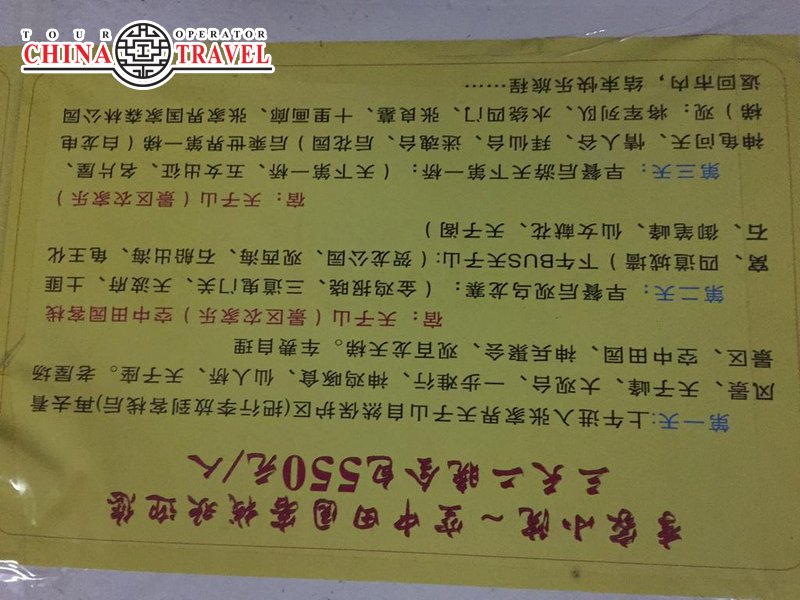 TOUR OPERATOR
CHINA TRAVEL
李家小院～空中田园客栈欢迎您
三天二晚全包550元/人
第一天:上午进入张家界天子山自然保护区(把行李放到客栈后)再去看
风景、天子峰、大观台、一步难行、神鸡啄食、仙人桥、天子座。老屋场
景区、空中田园、神兵聚会、观百龙天梯。车费自理
宿：天子山（景区农家乐）空中田园客栈
第二天：早餐后观乌龙寨：（金鸡报晓、三道鬼门关、天波府、土匪
窝、四道城墙）下午BUS天子山:（贺龙公园、观西海、石船出海、龟王化
石、御笔峰、仙女献花、天子阁）
宿：天子山（景区农家乐）
第三天：早餐后游天下第一桥：（天下第一桥、五女出征、名片屋、
神龟问天、情人谷、拜仙台、迷魂台、后花园）后乘世界第一梯（白龙电
梯）观：将军列队、水绕四门、张良墓、十里画廊、张家界国家森林公园
返回市内，结束快乐旅程……